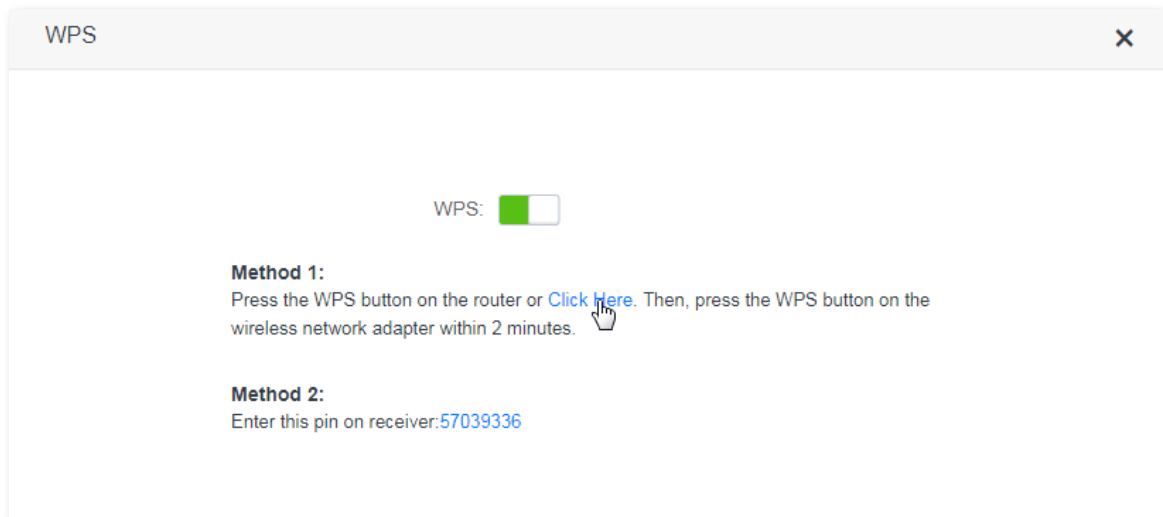 WPS
WPS:
Method 1:
Press the WPS button on the router or Click Here. Then, press the WPS button on the
wireless network adapter within 2 minutes.
Method 2:
Enter this pin on receiver:57039336